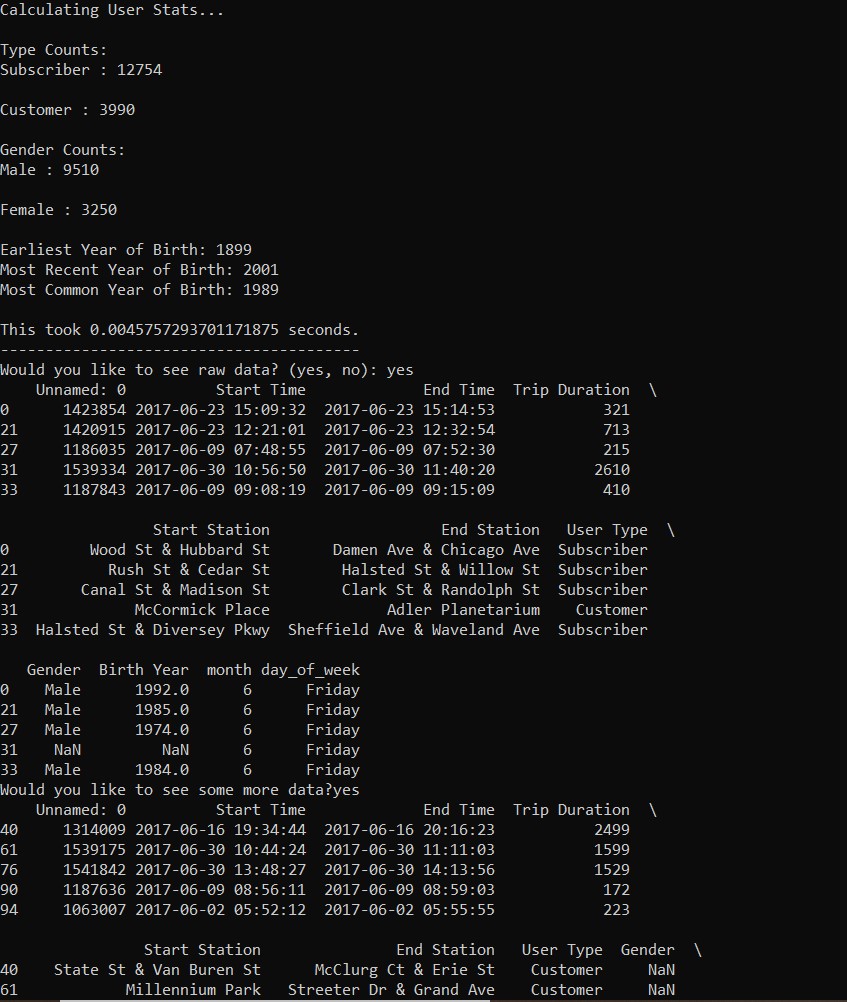 Calculating User Stats...
Type Counts:
Subscriber : 12754
Customer : 3990
Gender Counts:
Male : 9510
Female : 3250
Earliest Year of Birth: 1899
Most Recent Year of Birth: 2001
Most Common Year of Birth: 1989
This took 0.0045757293701171875 seconds.
----------------------------------------
Would you like to see raw data? (yes, no): yes
    Unnamed: 0          Start Time             End Time  Trip Duration  \
0      1423854 2017-06-23 15:09:32  2017-06-23 15:14:53            321
21     1420915 2017-06-23 12:21:01  2017-06-23 12:32:54            713
27     1186035 2017-06-09 07:48:55  2017-06-09 07:52:30            215
31     1539334 2017-06-30 10:56:50  2017-06-30 11:40:20           2610
33     1187843 2017-06-09 09:08:19  2017-06-09 09:15:09            410
                 Start Station                   End Station   User Type  \
0          Wood St & Hubbard St       Damen Ave & Chicago Ave  Subscriber
21           Rush St & Cedar St        Halsted St & Willow St  Subscriber
27        Canal St & Madison St        Clark St & Randolph St  Subscriber
31              McCormick Place             Adler Planetarium    Customer
33  Halsted St & Diversey Pkwy  Sheffield Ave & Waveland Ave  Subscriber
   Gender  Birth Year  month day_of_week
0    Male      1992.0      6      Friday
21   Male      1985.0      6      Friday
27   Male      1974.0      6      Friday
31    NaN         NaN      6      Friday
33   Male      1984.0      6      Friday
Would you like to see some more data?yes
    Unnamed: 0          Start Time             End Time  Trip Duration  \
40     1314009 2017-06-16 19:34:44  2017-06-16 20:16:23           2499
61     1539175 2017-06-30 10:44:24  2017-06-30 11:11:03           1599
76     1541842 2017-06-30 13:48:27  2017-06-30 14:13:56           1529
90     1187636 2017-06-09 08:56:11  2017-06-09 08:59:03            172
94     1063007 2017-06-02 05:52:12  2017-06-02 05:55:55            223
                Start Station               End Station   User Type  Gender  \
40    State St & Van Buren St      McClurg Ct & Erie St    Customer     NaN
61            Millennium Park   Streeter Dr & Grand Ave    Customer     NaN